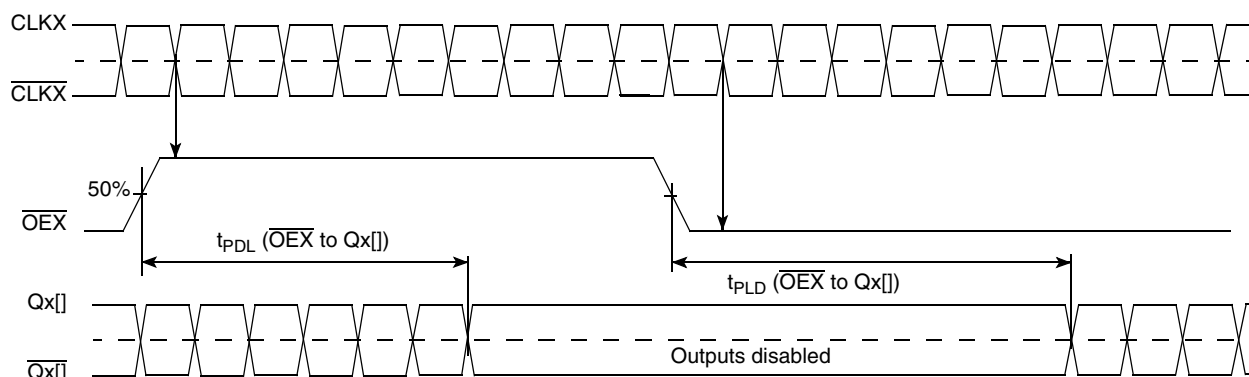 CLKX
CLKX
50%
OEX
tPDL (OEX to Qx[])
tPLD (OEX to Qx[])
Qx[]
Outputs disabled
Qx[]